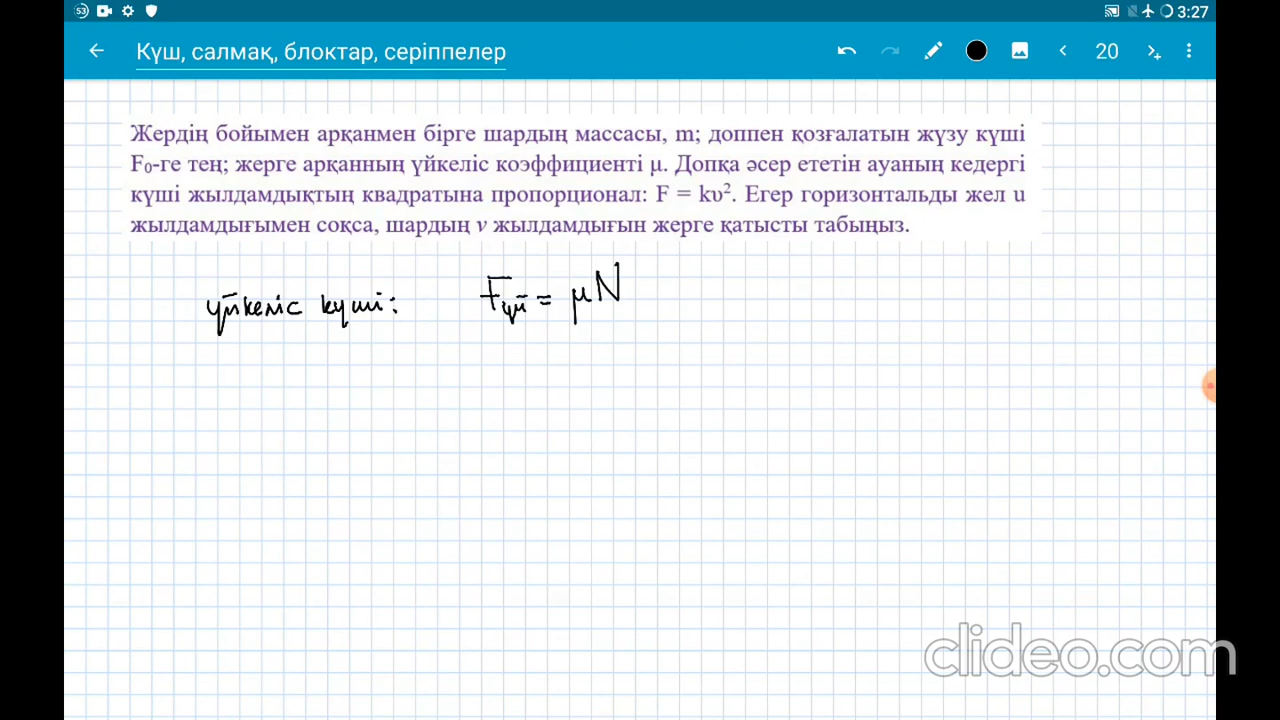 53 3:27
Күш, салмақ, блоктар, серіппелер 20
Жердің бойымен арқанмен бірге шардың массасы, m; доппен қозғалатын жүзу күші
F₀-ге тең; жерге арқанның үйкеліс коэффициенті μ. Допқа әсер ететін ауаның кедергі
күші жылдамдықтың квадратына пропорционал: F = kυ². Егер горизонтальды жел u
жылдамдығымен соқса, шардың v жылдамдығын жерге қатысты табыңыз.
үйкеліс күші: Fүй = μN
clideo.com